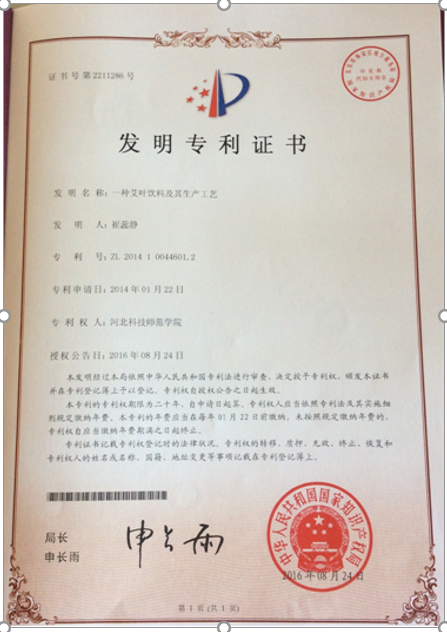 证书号第2211286号
发明专利证书
发 明 名 称：一种艾叶饮料及其生产工艺
发 明 人：崔蕊静
专 利 号：ZL 2014 1 0044601.2
专利申请日：2014年01月22日
专 利 权 人：河北科技师范学院
授权公告日：2016年08月24日
本发明经过本局依照中华人民共和国专利法进行审查，决定授予专利权，颁发本证书
并在专利登记簿上予以登记。专利权自授权公告之日起生效。
本专利的专利权期限为二十年，自申请日起算。专利权人应当依照专利法及其实施细
则规定缴纳年费。本专利的年费应当在每年01月22日前缴纳。未按照规定缴纳年费的，
专利权自应当缴纳年费期满之日起终止。
专利证书记载专利权登记时的法律状况。专利权的转移、质押、无效、终止、恢复和
专利权人的姓名或名称、国籍、地址变更等事项记载在专利登记簿上。
局长
申长雨
申长雨
中华人民共和国国家知识产权局
2016年08月24日
第1页（共1页）